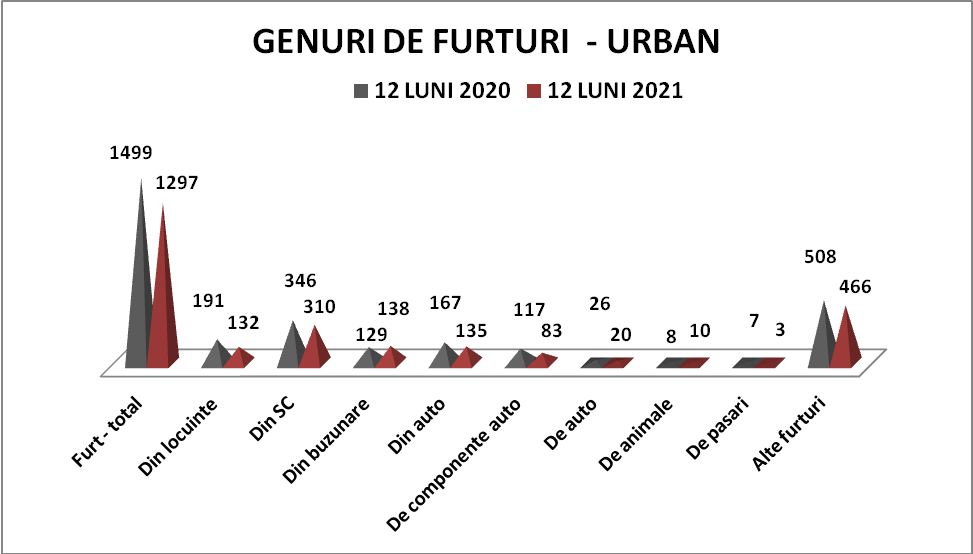 GENURI DE FURTURI - URBAN
12 LUNI 2020 12 LUNI 2021
1499 1297
191 132
346 310
129 138
167 135
117 83
26 20
8 10
7 3
508 466
Furt - total
Din locuinte
Din SC
Din buzunare
Din auto
De componente auto
De auto
De animale
De pasari
Alte furturi